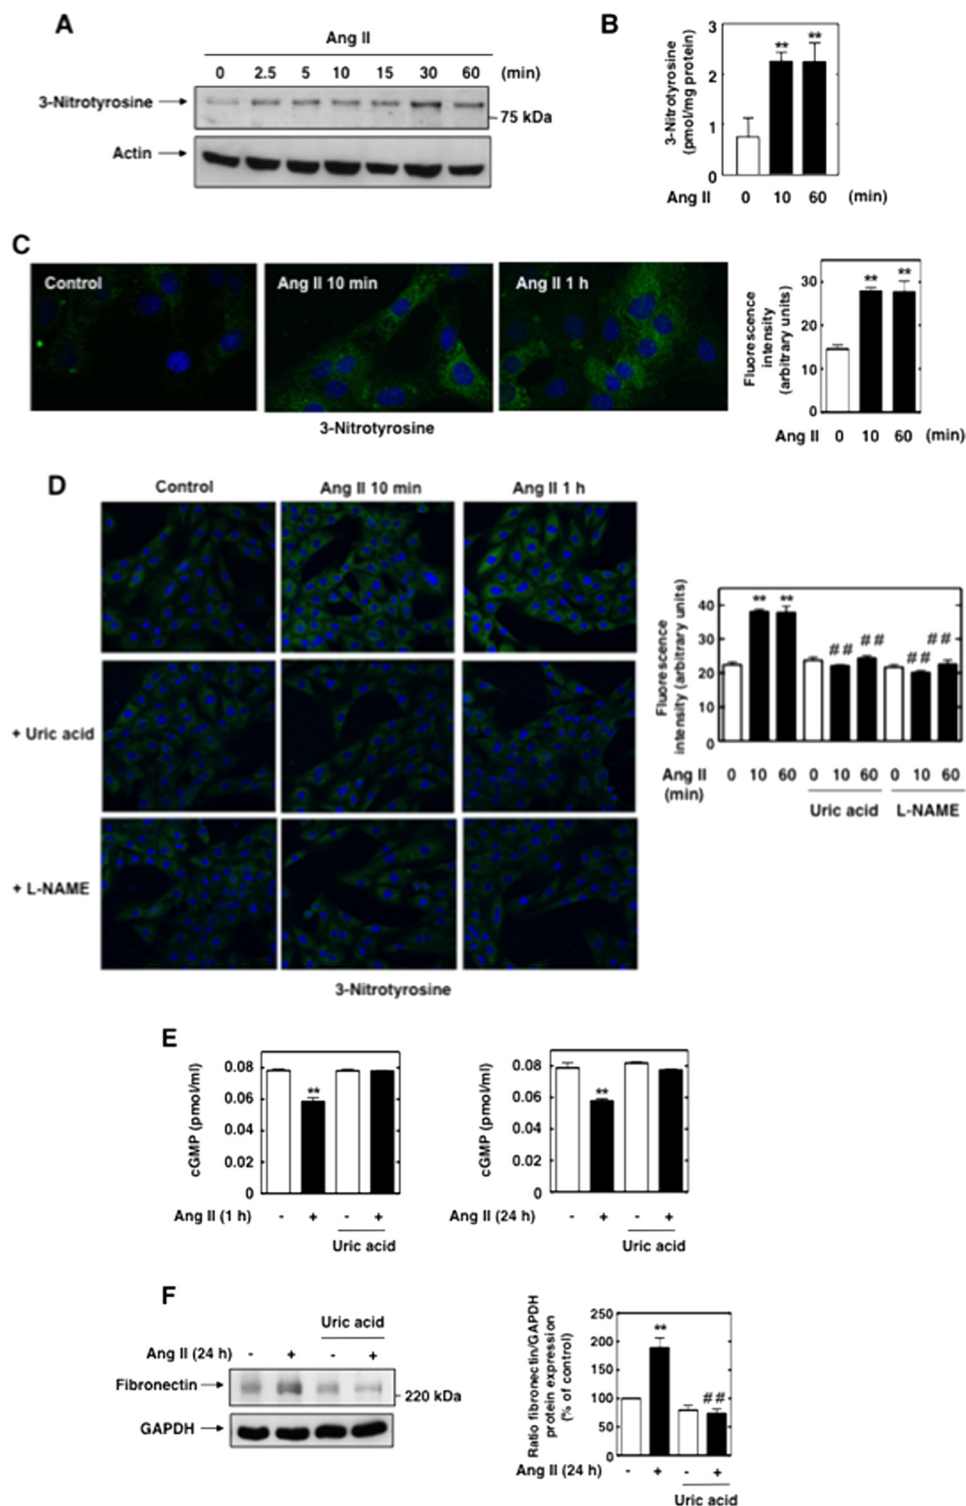 A
Ang II
0 2.5 5 10 15 30 60 (min)
3-Nitrotyrosine
75 kDa
Actin
B
3-Nitrotyrosine
(pmol/mg protein)
3
2
1
0
Ang II 0 10 60 (min)
C
Control
Ang II 10 min
Ang II 1 h
3-Nitrotyrosine
Fluorescence
intensity
(arbitrary units)
30
20
10
0
** **
Ang II 0 10 60 (min)
D
Control Ang II 10 min Ang II 1 h
+ Uric acid
+ L-NAME
3-Nitrotyrosine
Fluorescence
intensity (arbitrary units)
40
30
20
10
0
** **
## ##
## ##
Ang II 0 10 60 0 10 60 0 10 60
(min)
Uric acid L-NAME
E
cGMP (pmol/ml)
0.08
0.06
0.04
0.02
0
**
Ang II (1 h) - + - +
Uric acid
cGMP (pmol/ml)
0.08
0.06
0.04
0.02
0
**
Ang II (24 h) - + - +
Uric acid
F
Uric acid
Ang II (24 h) - + - +
Fibronectin
220 kDa
GAPDH
Ratio fibronectin/GAPDH
protein expression
(% of control)
250
200
150
100
50
0
**
##
Ang II (24 h) - + - +
Uric acid